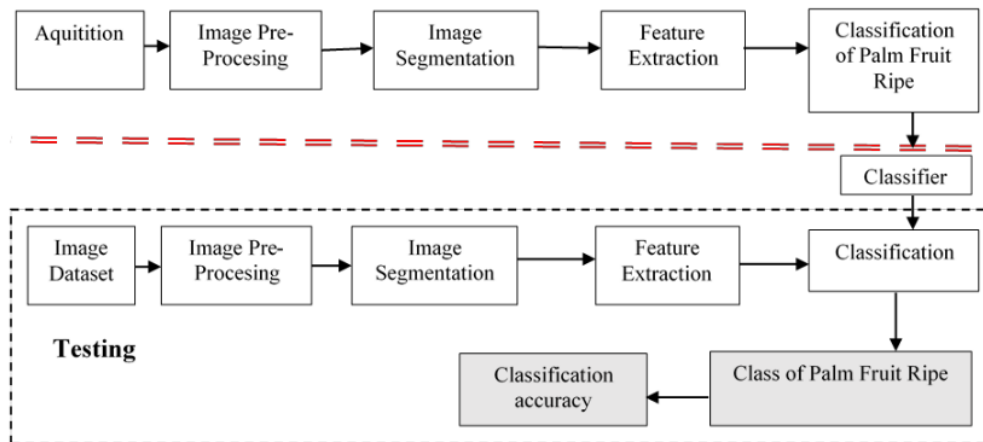 Aquitition
Image Pre-
Procesing
Image
Segmentation
Feature
Extraction
Classification
of Palm Fruit
Ripe
Classifier
Image
Dataset
Image Pre-
Procesing
Image
Segmentation
Feature
Extraction
Classification
Testing
Classification
accuracy
Class of Palm Fruit Ripe